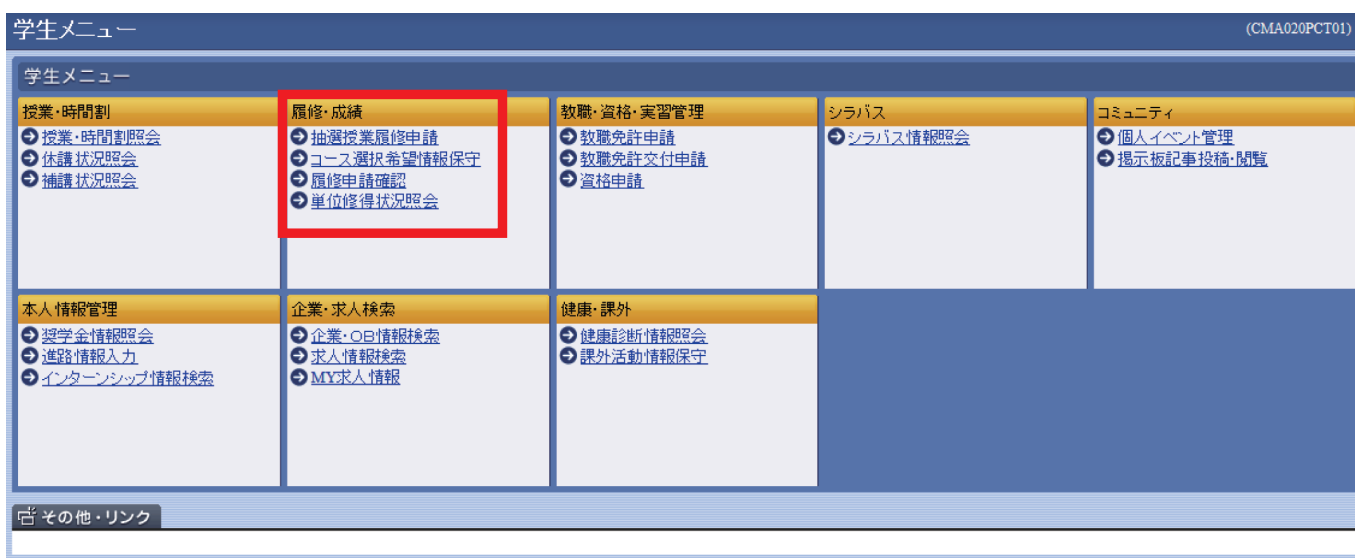 学生メニュー
(CMA020PCT01)
学生メニュー
授業・時間割
授業・時間割照会
休講状況照会
補講状況照会
履修・成績
抽選授業履修申請
コース選択希望情報保守
履修申請確認
単位修得状況照会
教職・資格・実習管理
教職免許申請
教職免許交付申請
資格申請
シラバス
シラバス情報照会
コミュニティ
個人イベント管理
掲示板記事投稿・閲覧
本人情報管理
奨学金情報照会
進路情報入力
インターンシップ情報検索
企業・求人検索
企業・OB情報検索
求人情報検索
MY求人情報
健康・課外
健康診断情報照会
課外活動情報保守
その他・リンク